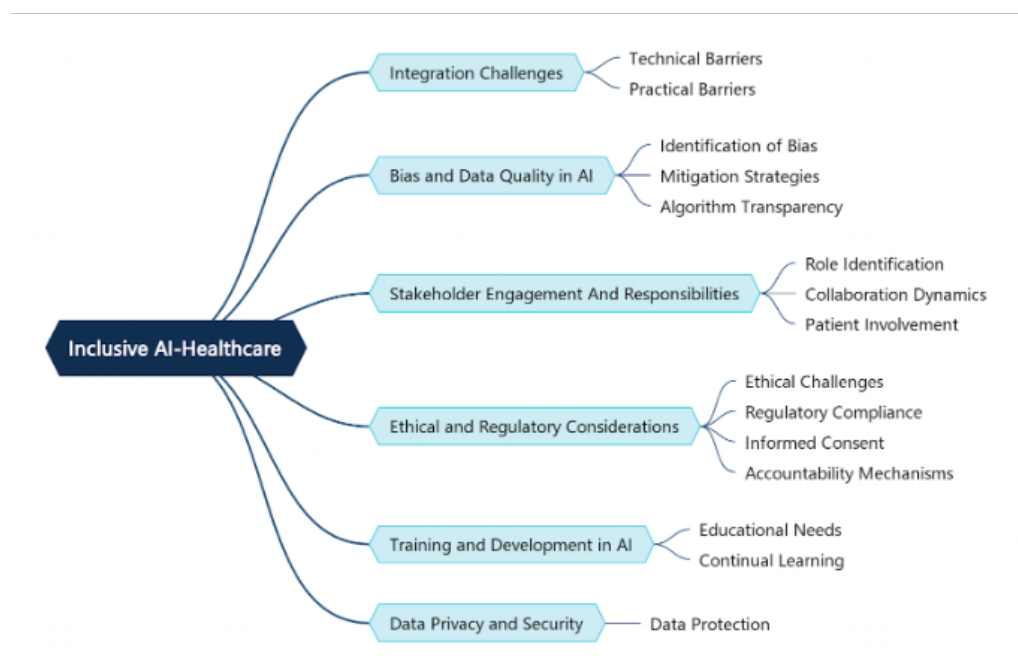 Inclusive AI-Healthcare
Integration Challenges
Technical Barriers
Practical Barriers
Bias and Data Quality in AI
Identification of Bias
Mitigation Strategies
Algorithm Transparency
Stakeholder Engagement And Responsibilities
Role Identification
Collaboration Dynamics
Patient Involvement
Ethical and Regulatory Considerations
Ethical Challenges
Regulatory Compliance
Informed Consent
Accountability Mechanisms
Training and Development in AI
Educational Needs
Continual Learning
Data Privacy and Security
Data Protection